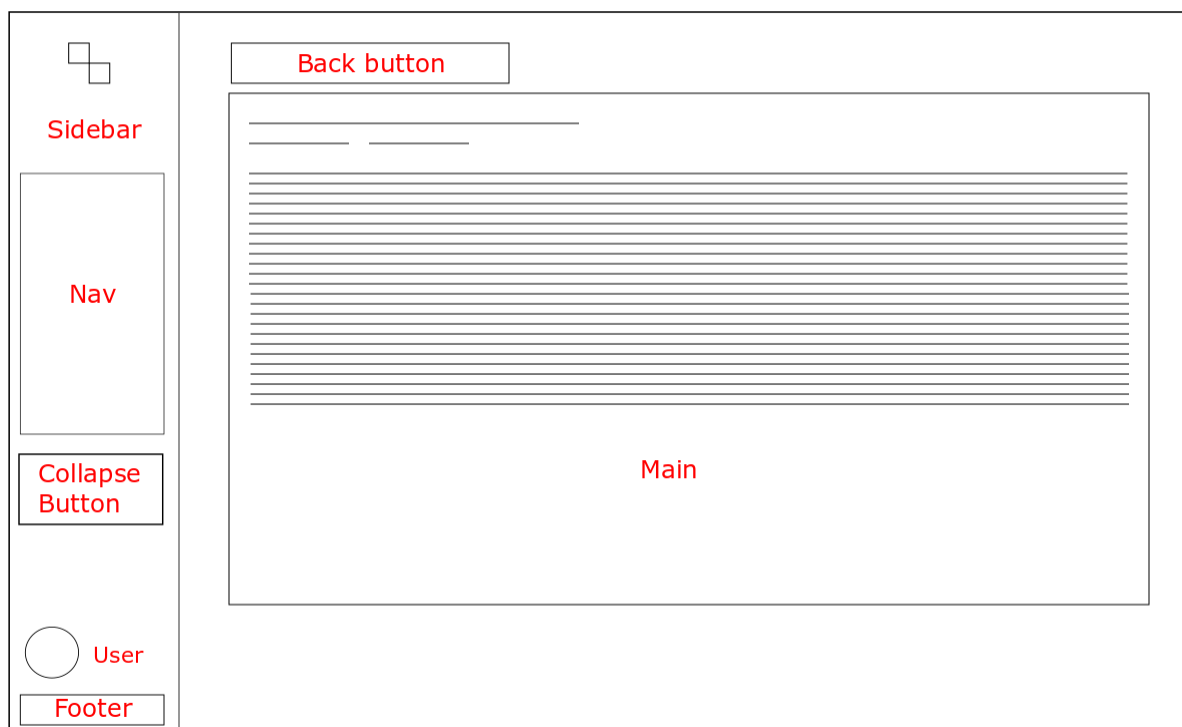 Back button
Sidebar
Nav
Collapse
Button
Main
User
Footer